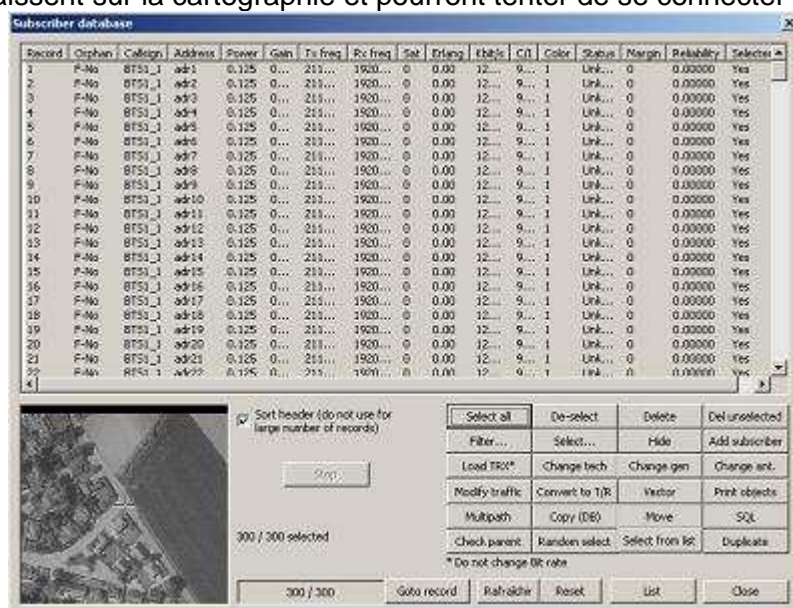 aissent sur la cartographie et pourront tenter de se connecter
Subscriber database
Record Orphan Callsign Address Power Gain Tx freq Rx freq Sat Erlang Kbit/s C/I Color Status Margin Reliability Selected
1 F-No BTS1_1 adr1 0.125 0... 211... 1920... 0 0.00 12... 9... 1 Unk... 0 0.00000 Yes
2 F-No BTS1_1 adr2 0.125 0... 211... 1920... 0 0.00 12... 9... 1 Unk... 0 0.00000 Yes
3 F-No BTS1_1 adr3 0.125 0... 211... 1920... 0 0.00 12... 9... 1 Unk... 0 0.00000 Yes
4 F-No BTS1_1 adr4 0.125 0... 211... 1920... 0 0.00 12... 9... 1 Unk... 0 0.00000 Yes
5 F-No BTS1_1 adr5 0.125 0... 211... 1920... 0 0.00 12... 9... 1 Unk... 0 0.00000 Yes
6 F-No BTS1_1 adr6 0.125 0... 211... 1920... 0 0.00 12... 9... 1 Unk... 0 0.00000 Yes
7 F-No BTS1_1 adr7 0.125 0... 211... 1920... 0 0.00 12... 9... 1 Unk... 0 0.00000 Yes
8 F-No BTS1_1 adr8 0.125 0... 211... 1920... 0 0.00 12... 9... 1 Unk... 0 0.00000 Yes
9 F-No BTS1_1 adr9 0.125 0... 211... 1920... 0 0.00 12... 9... 1 Unk... 0 0.00000 Yes
10 F-No BTS1_1 adr10 0.125 0... 211... 1920... 0 0.00 12... 9... 1 Unk... 0 0.00000 Yes
11 F-No BTS1_1 adr11 0.125 0... 211... 1920... 0 0.00 12... 9... 1 Unk... 0 0.00000 Yes
12 F-No BTS1_1 adr12 0.125 0... 211... 1920... 0 0.00 12... 9... 1 Unk... 0 0.00000 Yes
13 F-No BTS1_1 adr13 0.125 0... 211... 1920... 0 0.00 12... 9... 1 Unk... 0 0.00000 Yes
14 F-No BTS1_1 adr14 0.125 0... 211... 1920... 0 0.00 12... 9... 1 Unk... 0 0.00000 Yes
15 F-No BTS1_1 adr15 0.125 0... 211... 1920... 0 0.00 12... 9... 1 Unk... 0 0.00000 Yes
16 F-No BTS1_1 adr16 0.125 0... 211... 1920... 0 0.00 12... 9... 1 Unk... 0 0.00000 Yes
17 F-No BTS1_1 adr17 0.125 0... 211... 1920... 0 0.00 12... 9... 1 Unk... 0 0.00000 Yes
18 F-No BTS1_1 adr18 0.125 0... 211... 1920... 0 0.00 12... 9... 1 Unk... 0 0.00000 Yes
19 F-No BTS1_1 adr19 0.125 0... 211... 1920... 0 0.00 12... 9... 1 Unk... 0 0.00000 Yes
20 F-No BTS1_1 adr20 0.125 0... 211... 1920... 0 0.00 12... 9... 1 Unk... 0 0.00000 Yes
21 F-No BTS1_1 adr21 0.125 0... 211... 1920... 0 0.00 12... 9... 1 Unk... 0 0.00000 Yes
22 F-No BTS1_1 adr22 0.125 0... 211... 1920... 0 0.00 12... 9... 1 Unk... 0 0.00000 Yes
Sort header (do not use for
large number of records)
Stop
300 / 300 selected
Select all De-select Delete Del unselected
Filter... Select... Hide Add subscriber
Load TRX* Change tech Change gen Change ant.
Modify traffic Convert to T/R Vector Print objects
Multipath Copy (DB) Move SQL
Check parent Random select Select from list Duplicate
* Do not change Bit rate
300 / 300 Goto record Rafraîchir Reset List Close